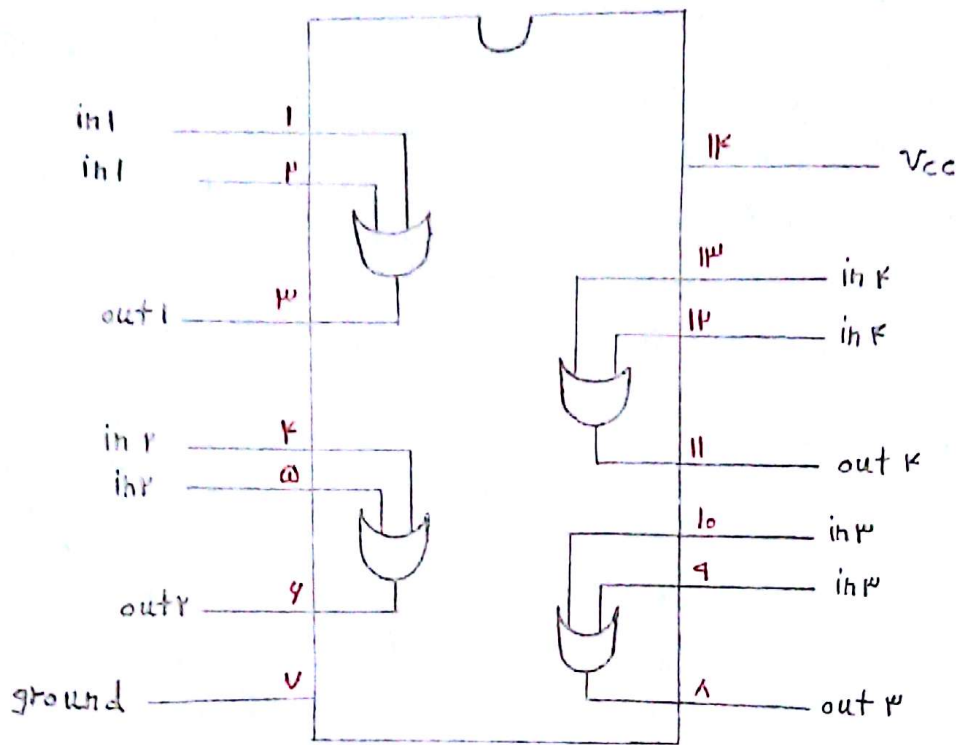 in۱ ۱
in۱ ۲
out۱ ۳
in۲ ۴
in۲ ۵
out۲ ۶
ground ۷
۱۴ Vcc
۱۳ in۴
۱۲ in۴
۱۱ out۴
۱۰ in۳
۹ in۳
۸ out۳